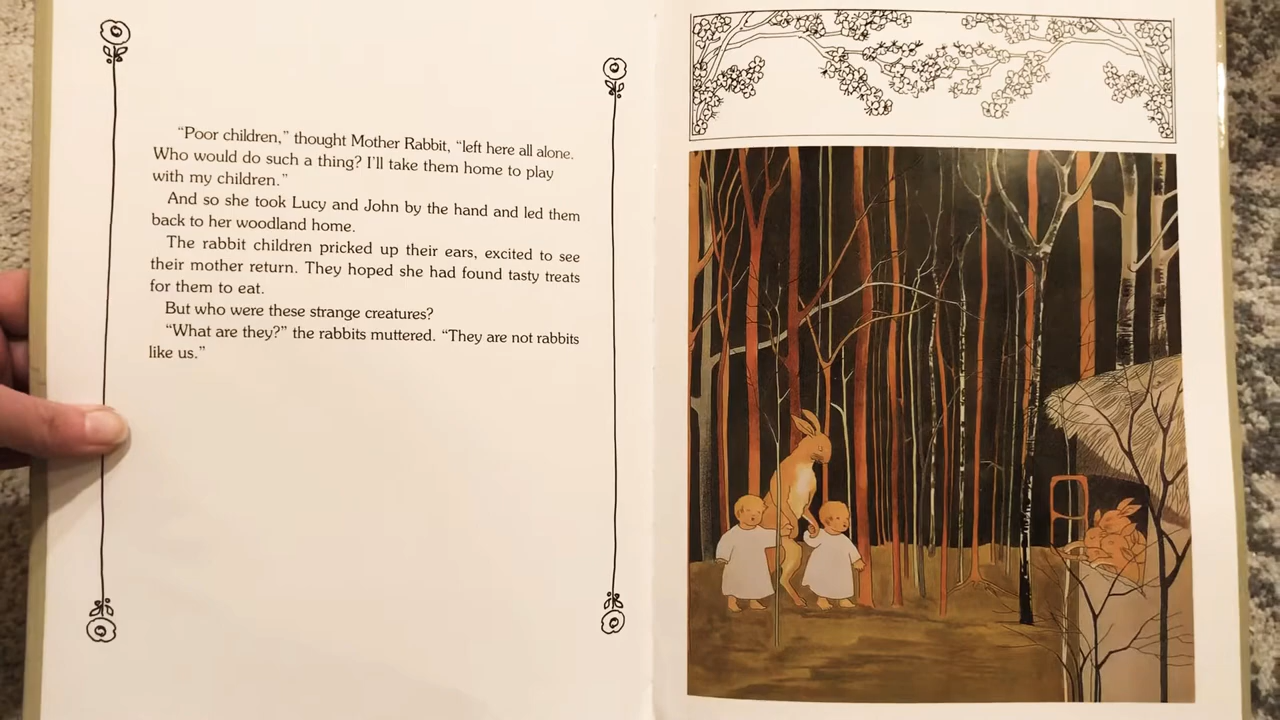 “Poor children,” thought Mother Rabbit, “left here all alone.
Who would do such a thing? I’ll take them home to play
with my children.”
And so she took Lucy and John by the hand and led them
back to her woodland home.
The rabbit children pricked up their ears, excited to see
their mother return. They hoped she had found tasty treats
for them to eat.
But who were these strange creatures?
“What are they?” the rabbits muttered. “They are not rabbits
like us.”